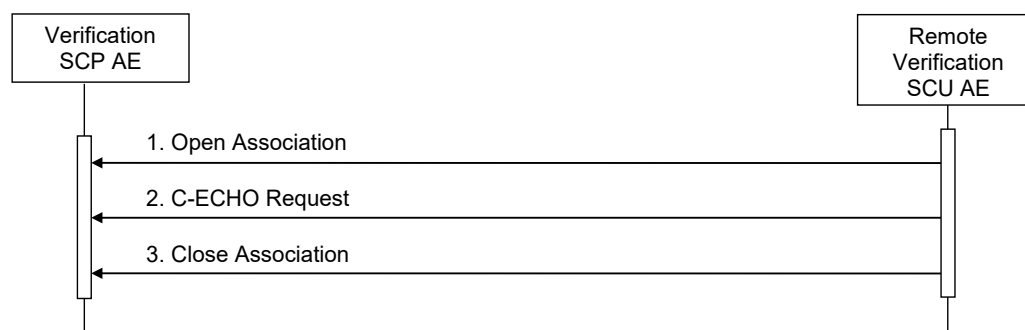 Verification
SCP AE
Remote
Verification
SCU AE
1. Open Association
2. C-ECHO Request
3. Close Association